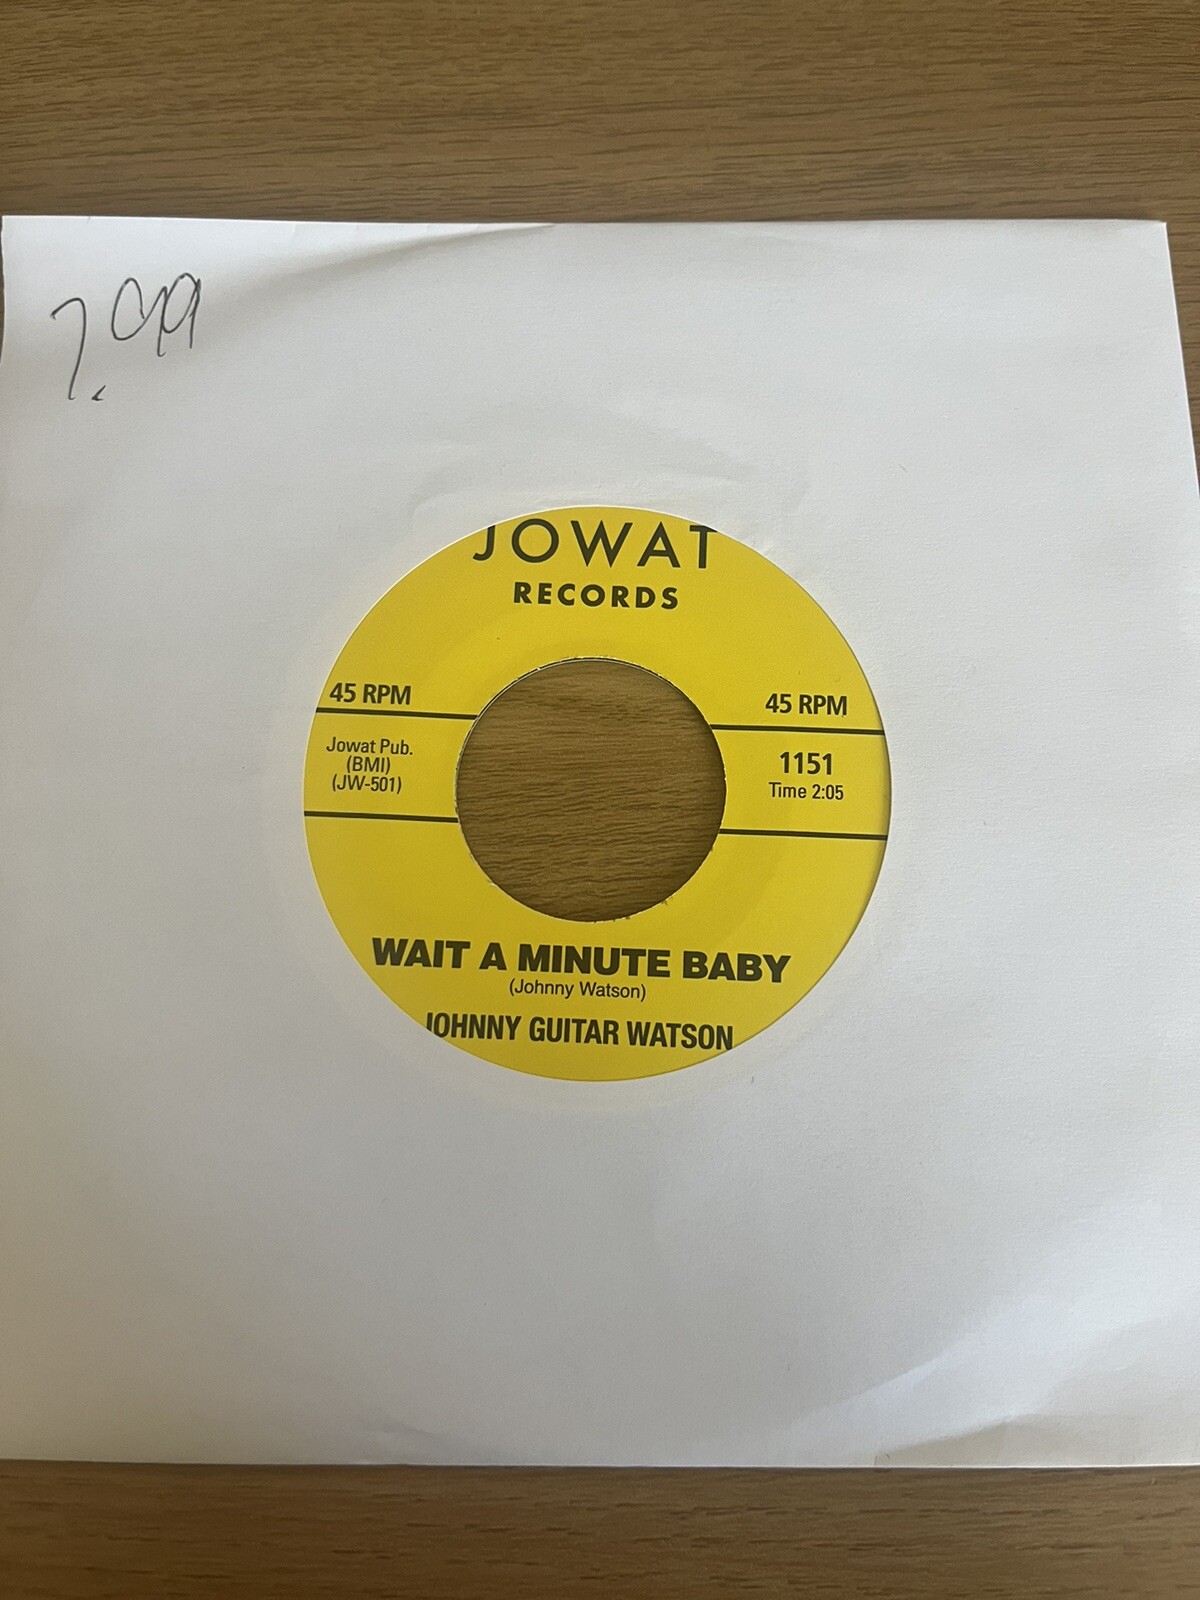 7.99
JOWAT
RECORDS
45 RPM
45 RPM
Jowat Pub.
(BMI)
(JW-501)
1151
Time 2:05
WAIT A MINUTE BABY
(Johnny Watson)
JOHNNY GUITAR WATSON